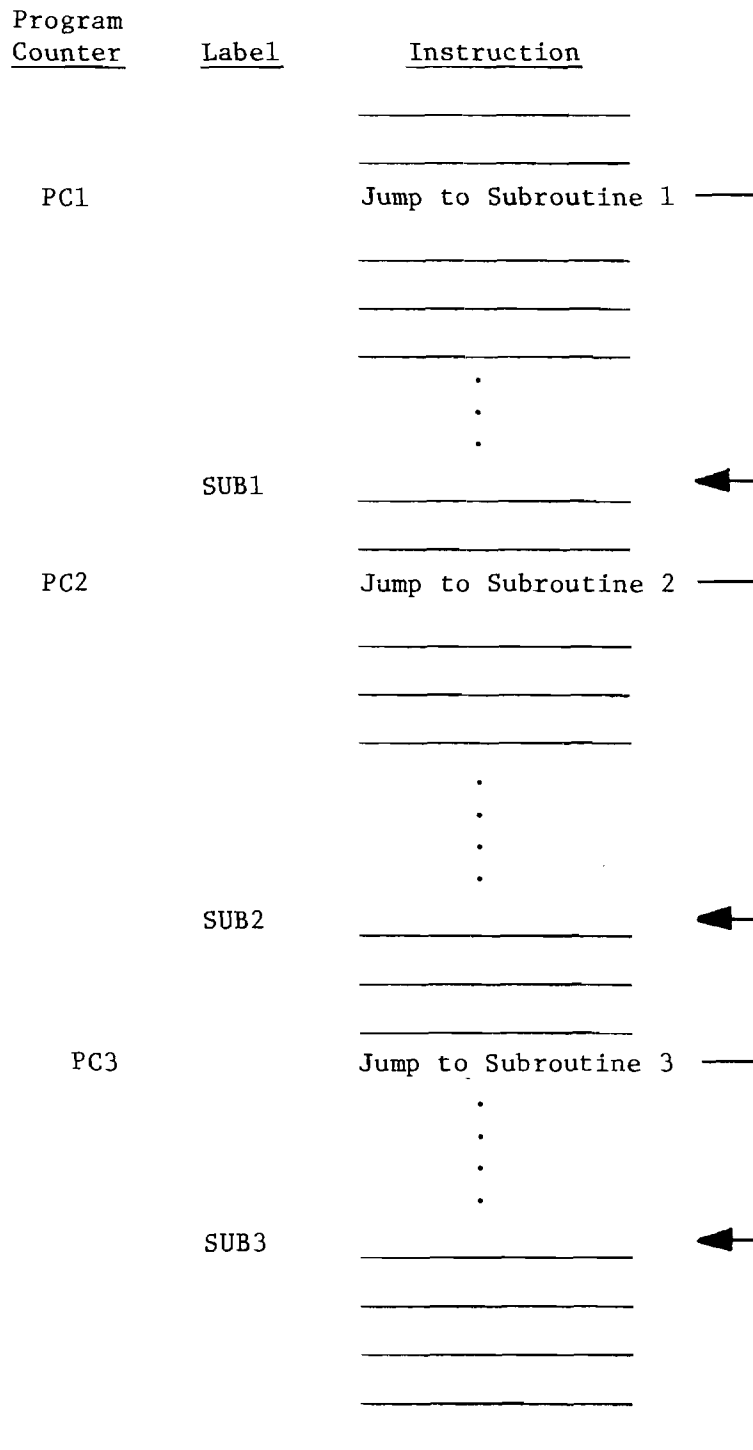 Program
Counter Label Instruction
PC1 Jump to Subroutine 1
SUB1
PC2 Jump to Subroutine 2
SUB2
PC3 Jump to Subroutine 3
SUB3